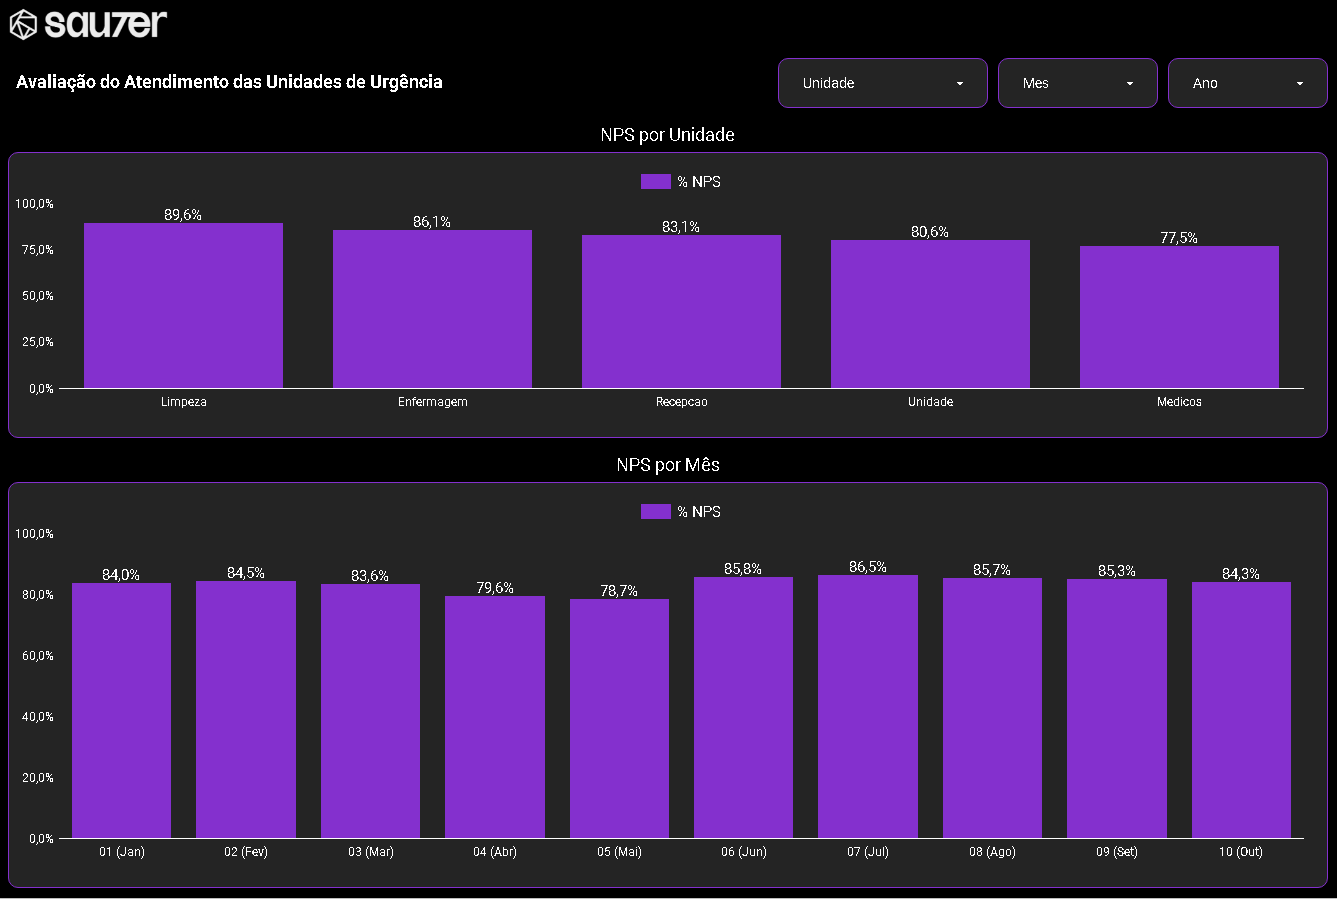 sau7er
Avaliação do Atendimento das Unidades de Urgência
Unidade
Mes
Ano
NPS por Unidade
% NPS
100,0%
75,0%
50,0%
25,0%
0,0%
89,6%
86,1%
83,1%
80,6%
77,5%
Limpeza
Enfermagem
Recepcao
Unidade
Medicos
NPS por Mês
% NPS
100,0%
80,0%
60,0%
40,0%
20,0%
0,0%
84,0%
84,5%
83,6%
79,6%
78,7%
85,8%
86,5%
85,7%
85,3%
84,3%
01 (Jan)
02 (Fev)
03 (Mar)
04 (Abr)
05 (Mai)
06 (Jun)
07 (Jul)
08 (Ago)
09 (Set)
10 (Out)